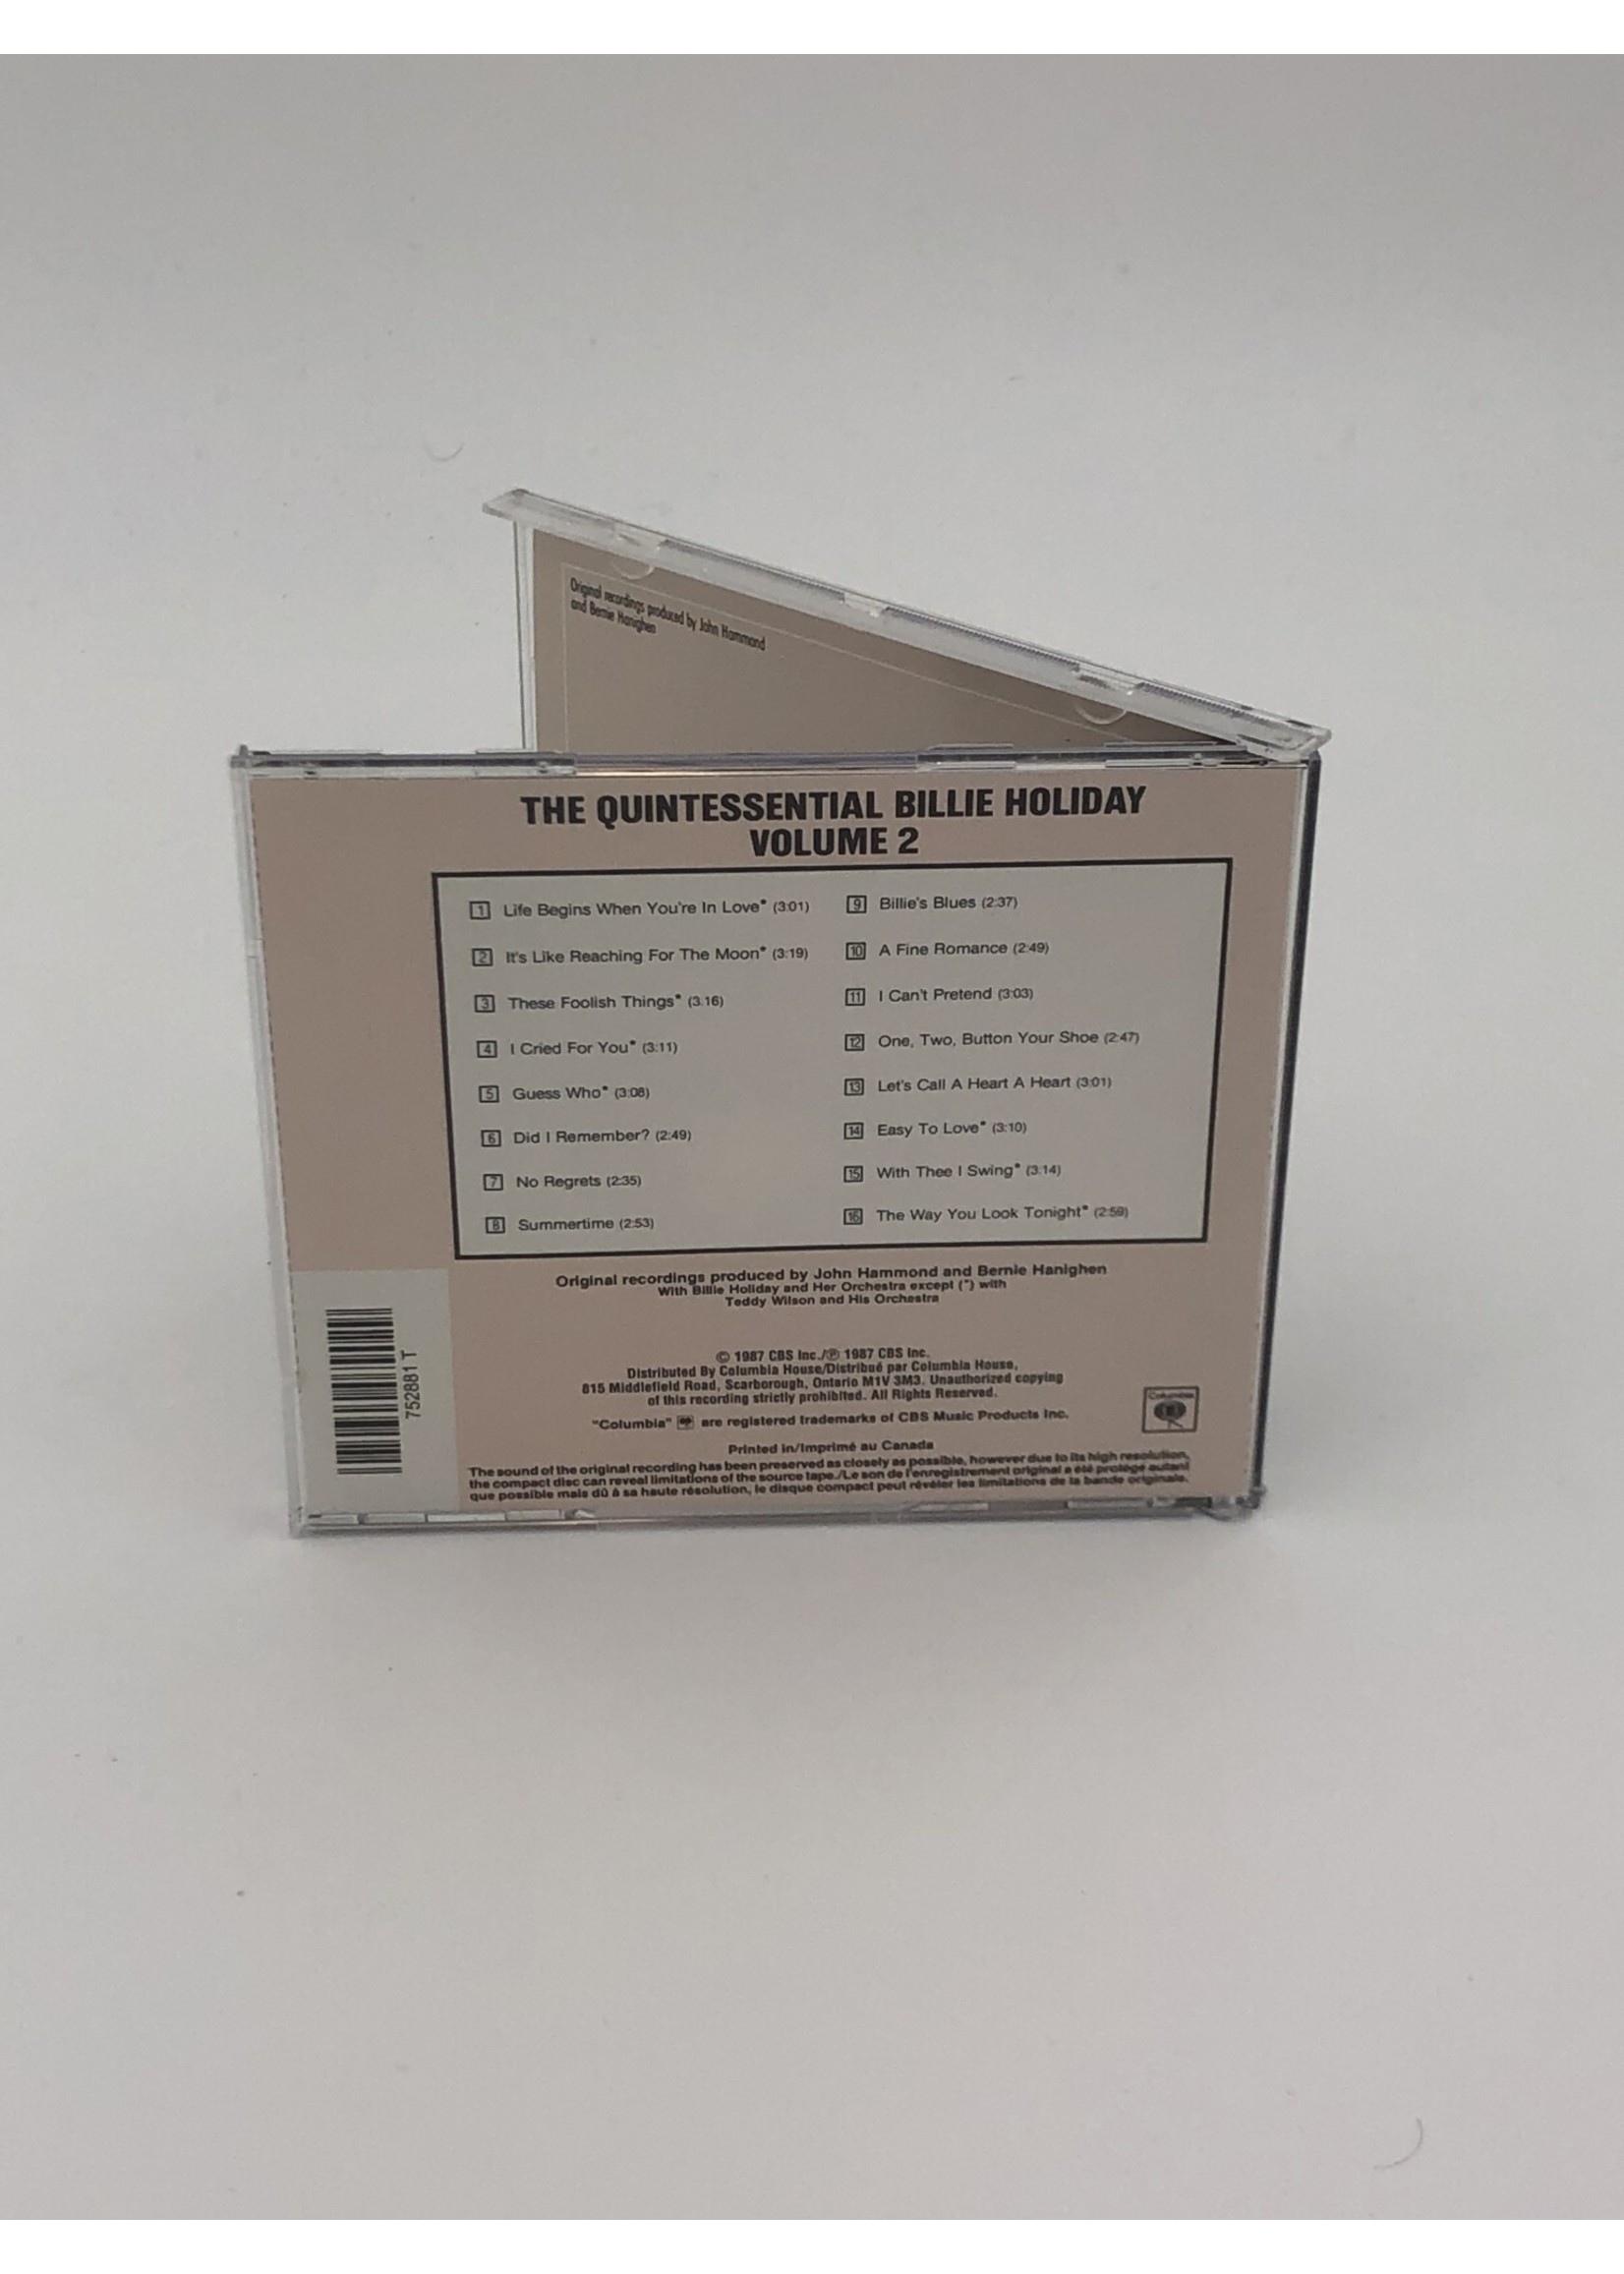 Original recordings produced by John Hammond
and Bernie Hanighen
THE QUINTESSENTIAL BILLIE HOLIDAY
VOLUME 2
1 Life Begins When You're In Love* (3:01)
2 It's Like Reaching For The Moon* (3:19)
3 These Foolish Things* (3:16)
4 I Cried For You* (3:11)
5 Guess Who* (3:08)
6 Did I Remember? (2:49)
7 No Regrets (2:35)
8 Summertime (2:53)
9 Billie's Blues (2:37)
10 A Fine Romance (2:49)
11 I Can't Pretend (3:03)
12 One, Two, Button Your Shoe (2:47)
13 Let's Call A Heart A Heart (3:01)
14 Easy To Love* (3:10)
15 With Thee I Swing* (3:14)
16 The Way You Look Tonight* (2:59)
Original recordings produced by John Hammond and Bernie Hanighen
With Billie Holiday and Her Orchestra except (*) with
Teddy Wilson and His Orchestra
© 1987 CBS Inc./℗ 1987 CBS Inc.
Distributed By Columbia House/Distribué par Columbia House,
815 Middlefield Road, Scarborough, Ontario M1V 3M3. Unauthorized copying
of this recording strictly prohibited. All Rights Reserved.
"Columbia" are registered trademarks of CBS Music Products Inc.
Printed in/Imprimé au Canada
The sound of the original recording has been preserved as closely as possible, however due to its high resolution,
the compact disc can reveal limitations of the source tape./Le son de l'enregistrement original a été protégé autant
que possible mais dû à sa haute résolution, le disque compact peut révéler les limitations de la bande originale.
752881 T
Columbia